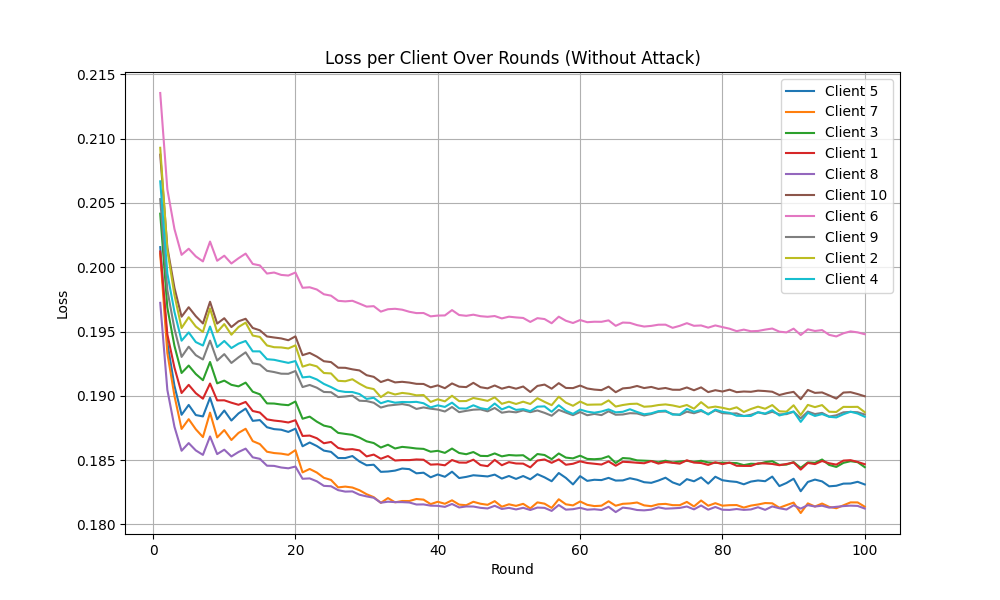 Loss per Client Over Rounds (Without Attack)
0.215
0.210
0.205
0.200
0.195
0.190
0.185
0.180
Loss
0
20
40
60
80
100
Round
Client 5
Client 7
Client 3
Client 1
Client 8
Client 10
Client 6
Client 9
Client 2
Client 4